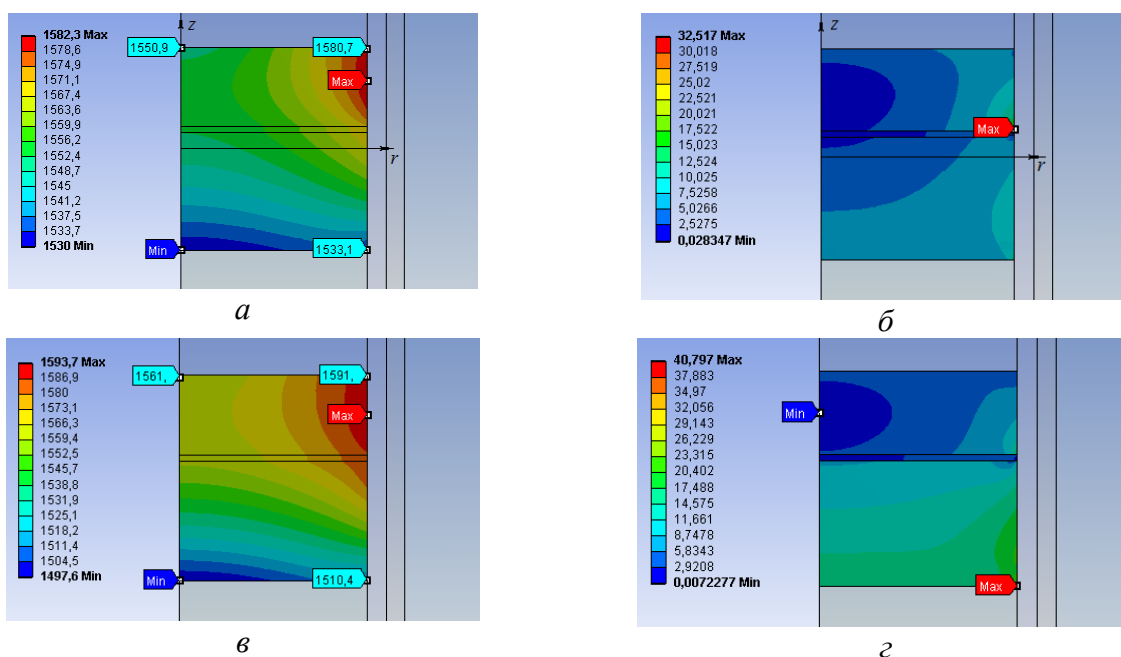 1582,3 Max
1578,6
1574,9
1571,1
1567,4
1563,6
1559,9
1556,2
1552,4
1548,7
1545
1541,2
1537,5
1533,7
1530 Min
z
1550,9
1580,7
Max
r
Min
1533,1
а
32,517 Max
30,018
27,519
25,02
22,521
20,021
17,522
15,023
12,524
10,025
7,5258
5,0266
2,5275
0,028347 Min
z
Max
r
б
1593,7 Max
1586,9
1580
1573,1
1566,3
1559,4
1552,5
1545,7
1538,8
1531,9
1525,1
1518,2
1511,4
1504,5
1497,6 Min
1561,
1591,
Max
Min
1510,4
в
40,797 Max
37,883
34,97
32,056
29,143
26,229
23,315
20,402
17,488
14,575
11,661
8,7478
5,8343
2,9208
0,0072277 Min
Min
Max
г